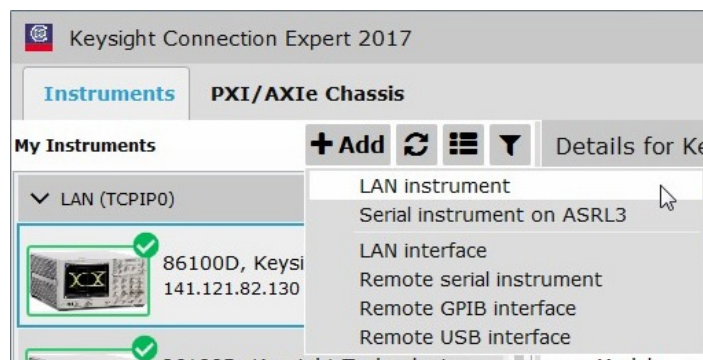 Keysight Connection Expert 2017
Instruments PXI/AXIe Chassis
My Instruments
+ Add
Details for Ke
LAN (TCPIP0)
LAN instrument
Serial instrument on ASRL3
LAN interface
Remote serial instrument
Remote GPIB interface
Remote USB interface
86100D, Keysi
141.121.82.130